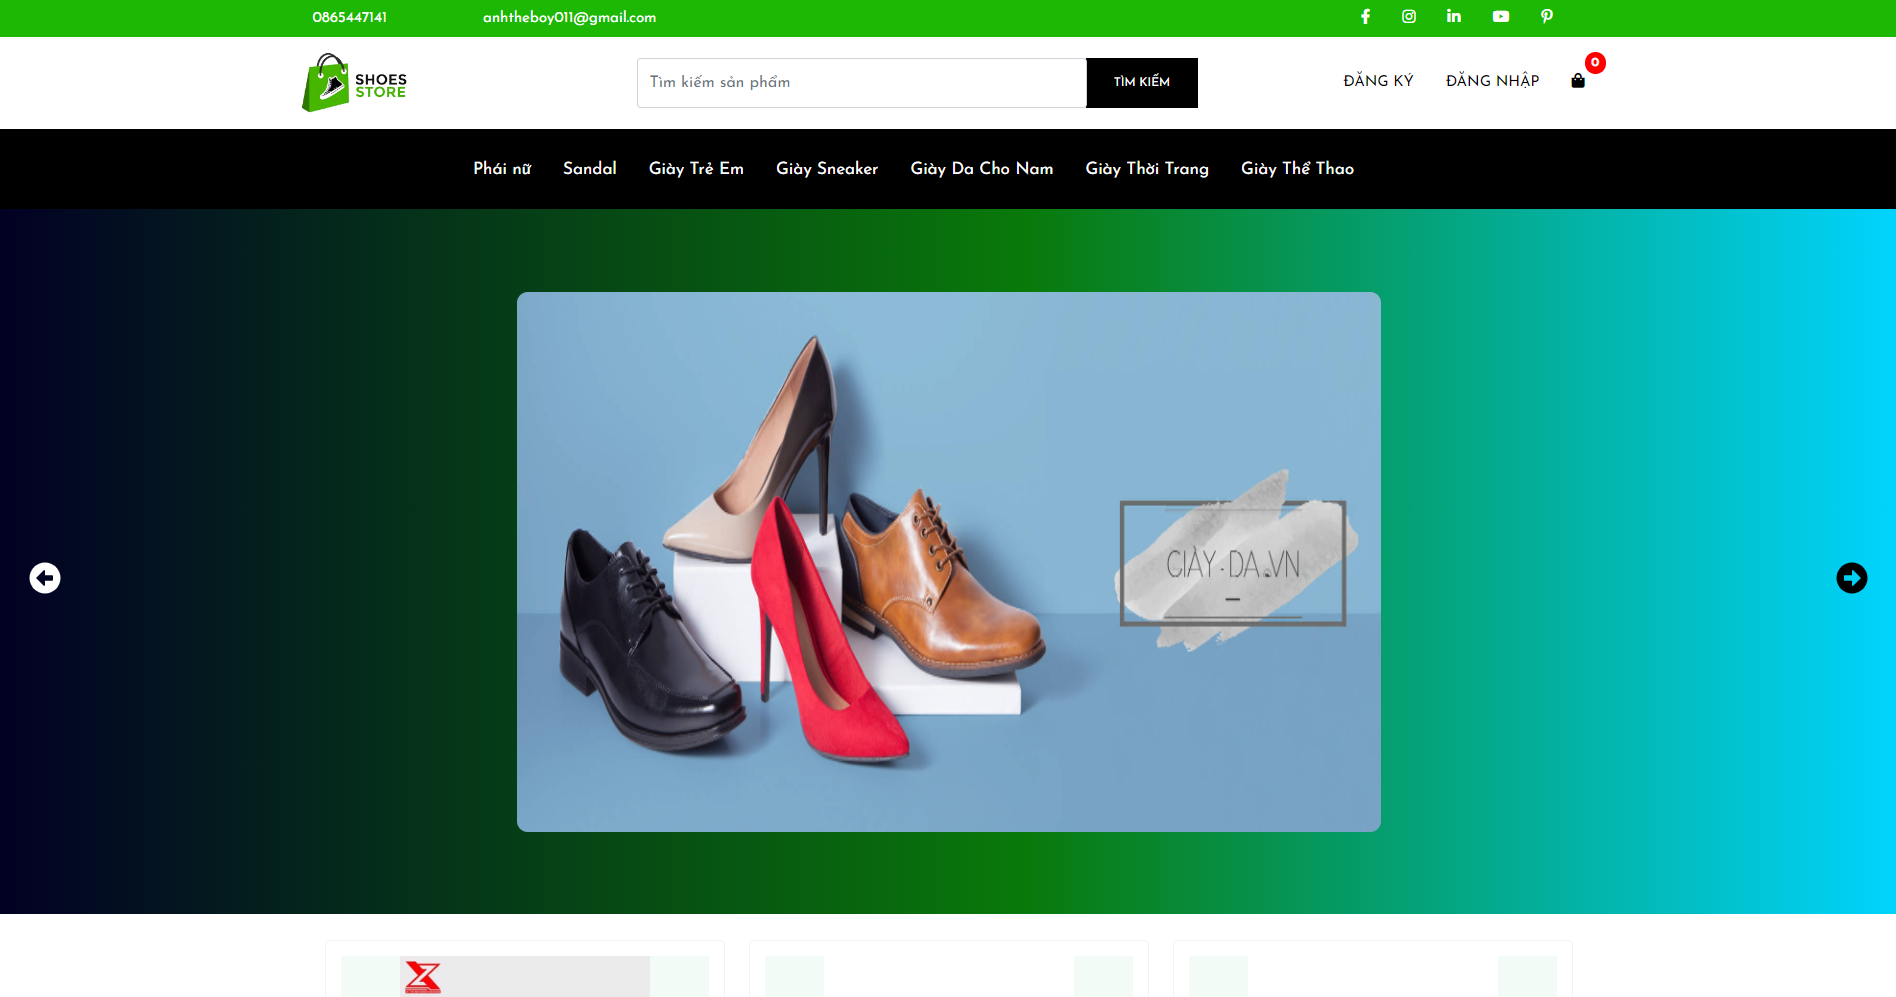 0865447141
anhtheboy011@gmail.com
SHOES
STORE
Tìm kiếm sản phẩm
TÌM KIẾM
ĐĂNG KÝ
ĐĂNG NHẬP
0
Phái nữ
Sandal
Giày Trẻ Em
Giày Sneaker
Giày Da Cho Nam
Giày Thời Trang
Giày Thể Thao
GIÀY-DA.VN